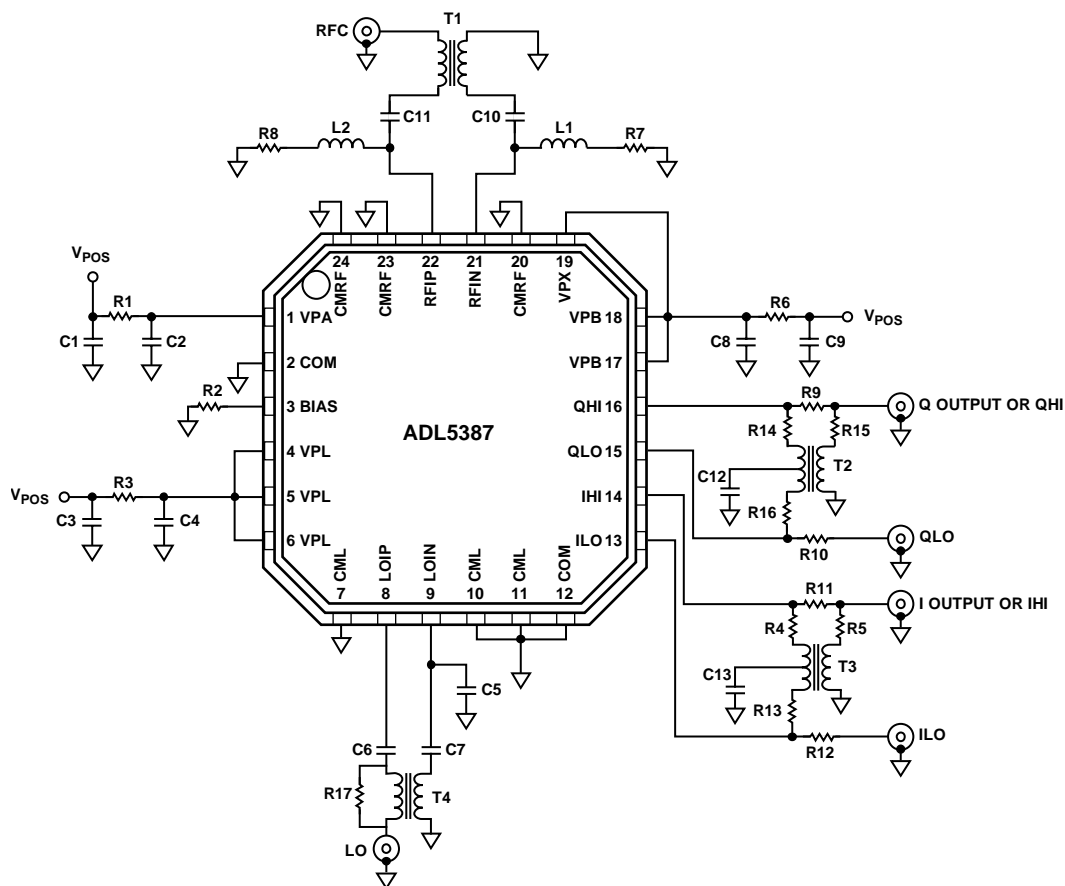 T1
RFC
C11
C10
R8
L2
L1
R7
VPOS
R1
C1
C2
24
23
22
21
20
19
CMRF
CMRF
RFIP
RFIN
CMRF
VPX
1 VPA
2 COM
3 BIAS
4 VPL
5 VPL
6 VPL
R2
VPOS
R3
C3
C4
ADL5387
VPB 18
VPB 17
QHI 16
QLO 15
IHI 14
ILO 13
R6
VPOS
C8
C9
R9
Q OUTPUT OR QHI
R14
R15
C12
T2
R16
R10
QLO
R11
I OUTPUT OR IHI
R4
R5
C13
T3
R13
R12
ILO
CML
LOIP
LOIN
CML
CML
COM
7
8
9
10
11
12
C5
C6
C7
R17
T4
LO